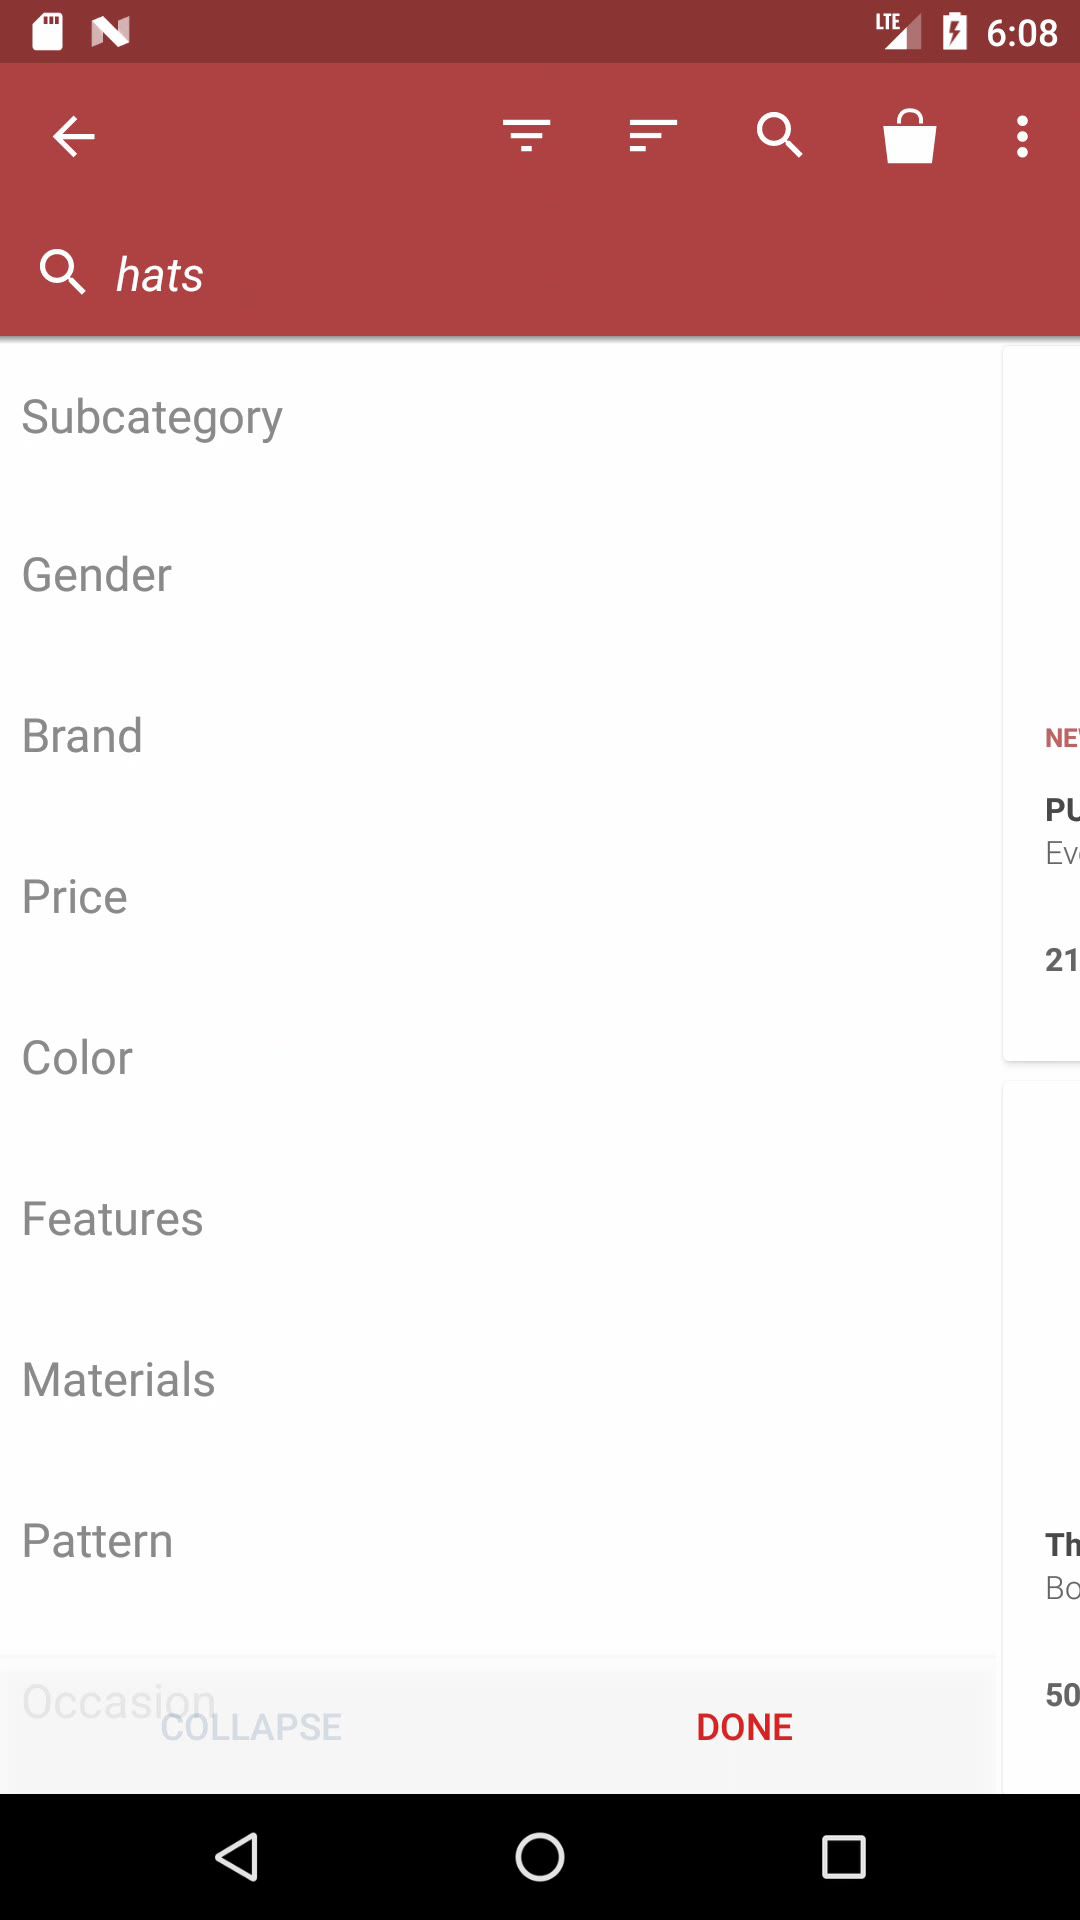 LTE 6:08
hats
Subcategory
Gender
Brand
Price
Color
Features
Materials
Pattern
Occasion
COLLAPSE DONE
NE
PU
Ev
21
Th
Bo
50